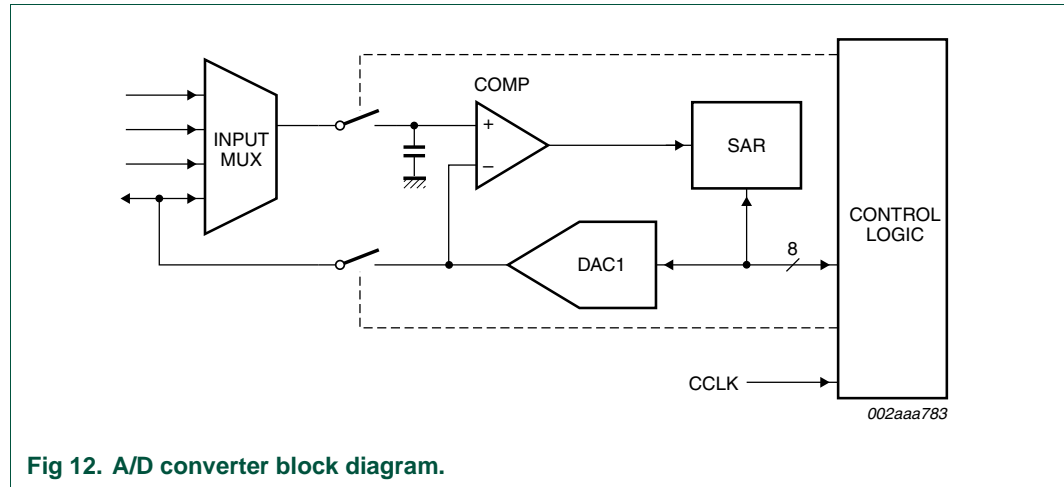 COMP
+
INPUT
MUX
−
SAR
CONTROL
LOGIC
8
DAC1
CCLK
002aaa783
Fig 12. A/D converter block diagram.